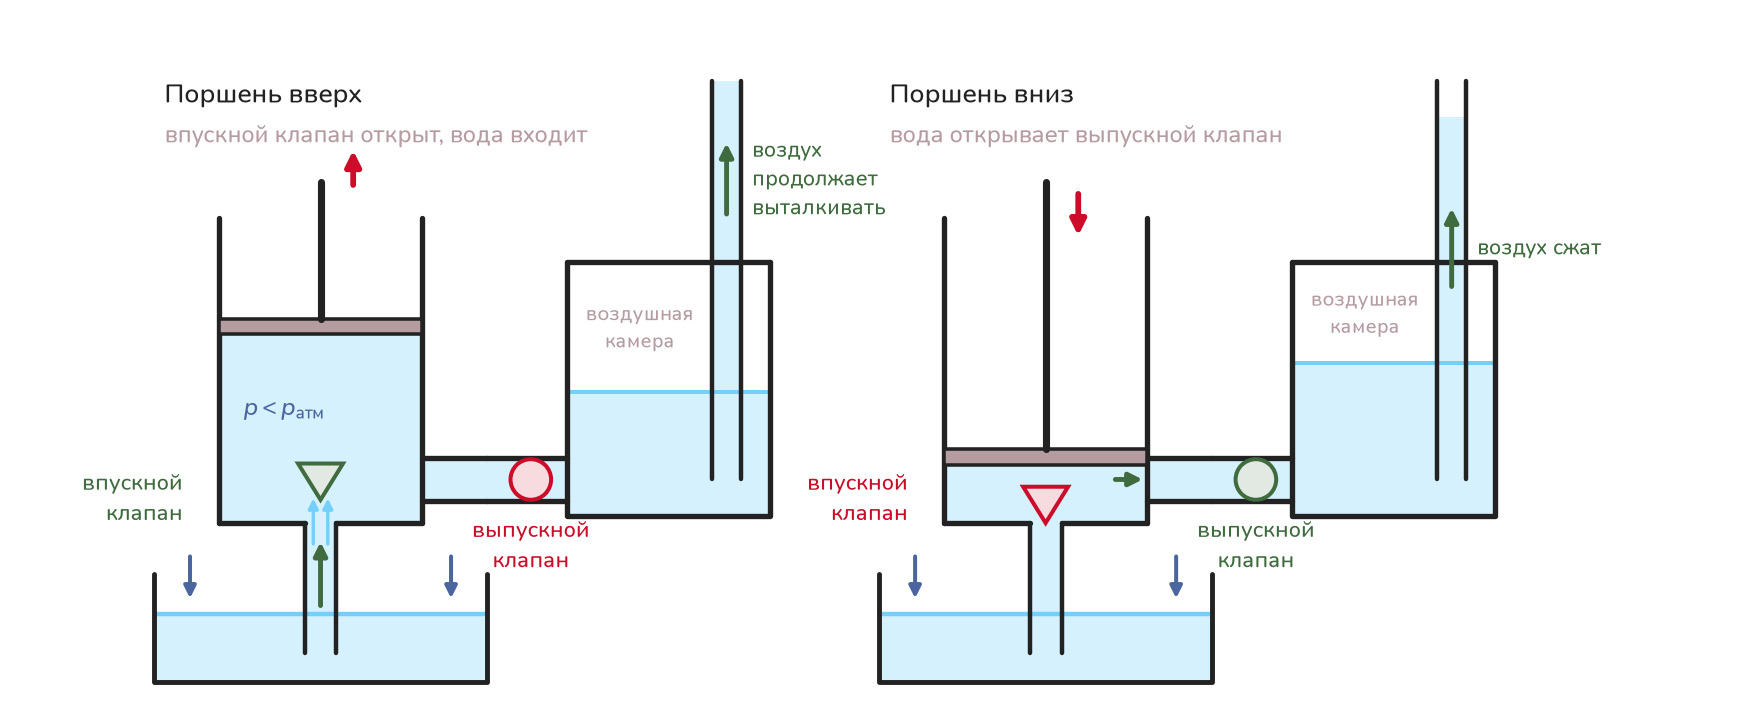 Поршень вверх
впускной клапан открыт, вода входит
воздух
продолжает
выталкивать
воздушная
камера
p < pатм
впускной
клапан
выпускной
клапан
Поршень вниз
вода открывает выпускной клапан
воздух сжат
воздушная
камера
впускной
клапан
выпускной
клапан